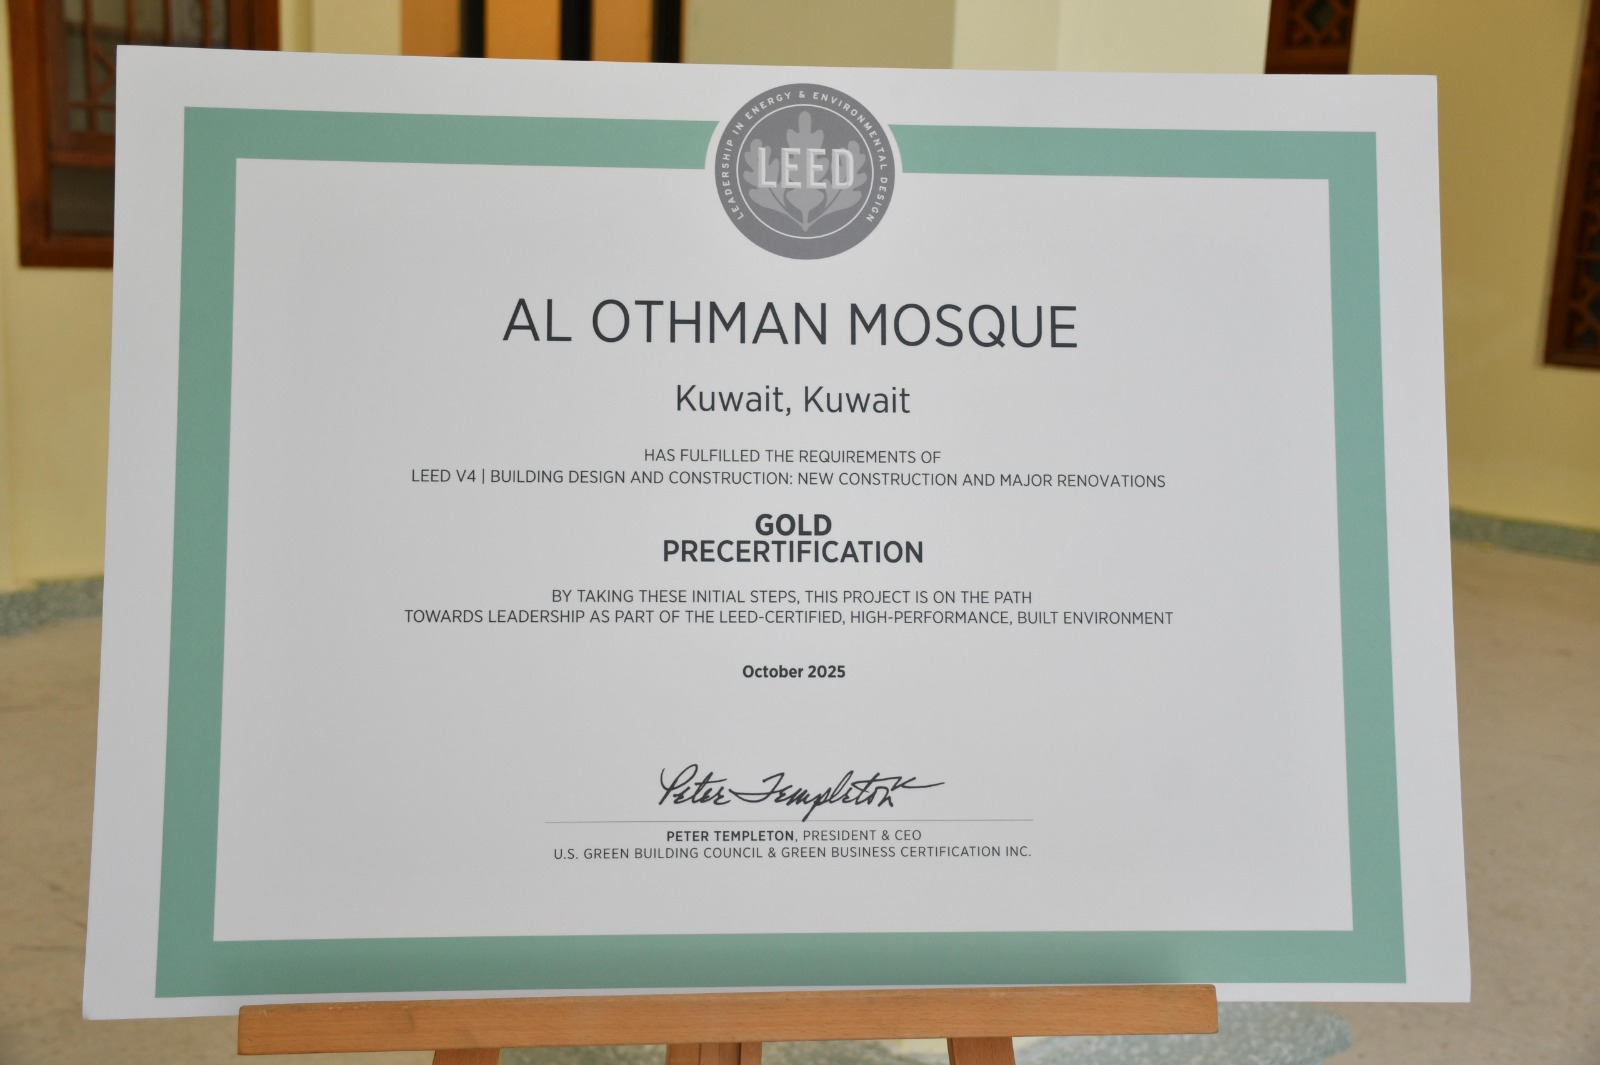 LEADERSHIP IN ENERGY & ENVIRONMENTAL DESIGN
LEED
AL OTHMAN MOSQUE
Kuwait, Kuwait
HAS FULFILLED THE REQUIREMENTS OF
LEED V4 | BUILDING DESIGN AND CONSTRUCTION: NEW CONSTRUCTION AND MAJOR RENOVATIONS
GOLD
PRECERTIFICATION
BY TAKING THESE INITIAL STEPS, THIS PROJECT IS ON THE PATH
TOWARDS LEADERSHIP AS PART OF THE LEED-CERTIFIED, HIGH-PERFORMANCE, BUILT ENVIRONMENT
October 2025
Peter Templeton
PETER TEMPLETON, PRESIDENT & CEO
U.S. GREEN BUILDING COUNCIL & GREEN BUSINESS CERTIFICATION INC.